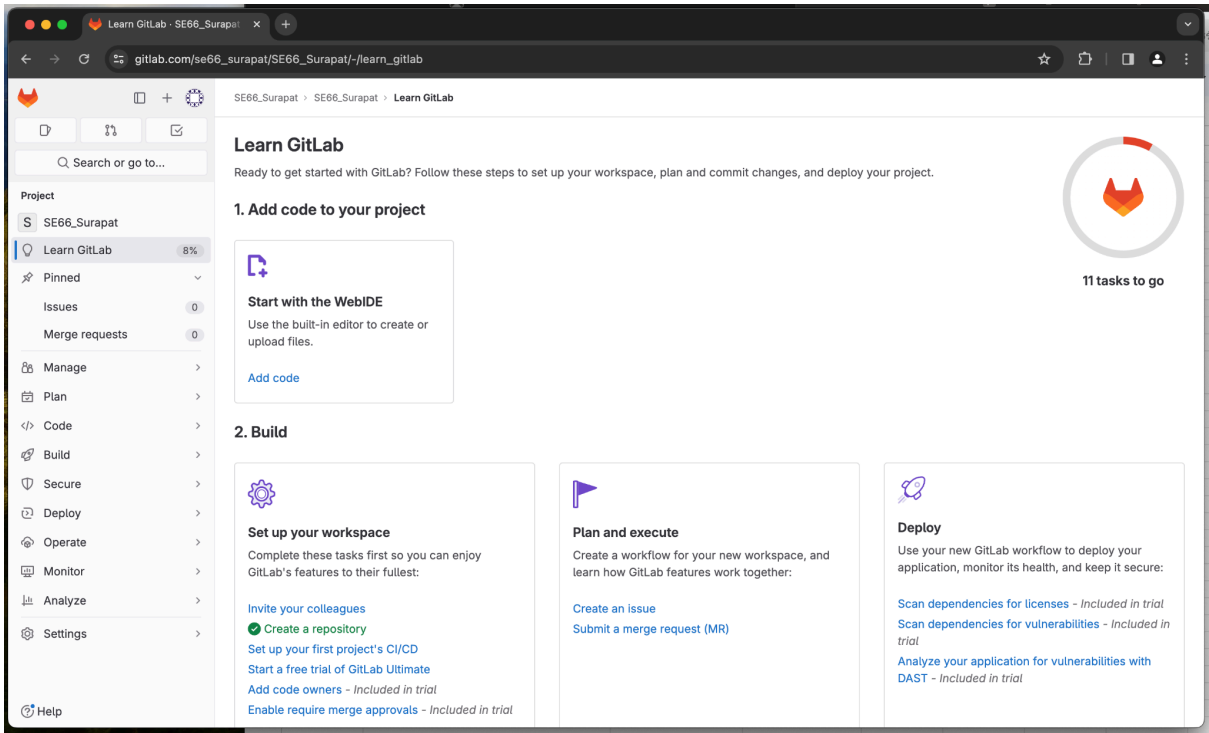 Learn GitLab · SE66_Surapat
gitlab.com/se66_surapat/SE66_Surapat/-/learn_gitlab
SE66_Surapat › SE66_Surapat › Learn GitLab
Search or go to...
Project
S SE66_Surapat
Learn GitLab 8%
Pinned
Issues 0
Merge requests 0
Manage
Plan
Code
Build
Secure
Deploy
Operate
Monitor
Analyze
Settings
Help
Learn GitLab
Ready to get started with GitLab? Follow these steps to set up your workspace, plan and commit changes, and deploy your project.
11 tasks to go
1. Add code to your project
Start with the WebIDE
Use the built-in editor to create or
upload files.
Add code
2. Build
Set up your workspace
Complete these tasks first so you can enjoy
GitLab's features to their fullest:
Invite your colleagues
Create a repository
Set up your first project's CI/CD
Start a free trial of GitLab Ultimate
Add code owners - Included in trial
Enable require merge approvals - Included in trial
Plan and execute
Create a workflow for your new workspace, and
learn how GitLab features work together:
Create an issue
Submit a merge request (MR)
Deploy
Use your new GitLab workflow to deploy your
application, monitor its health, and keep it secure:
Scan dependencies for licenses - Included in trial
Scan dependencies for vulnerabilities - Included in
trial
Analyze your application for vulnerabilities with
DAST - Included in trial